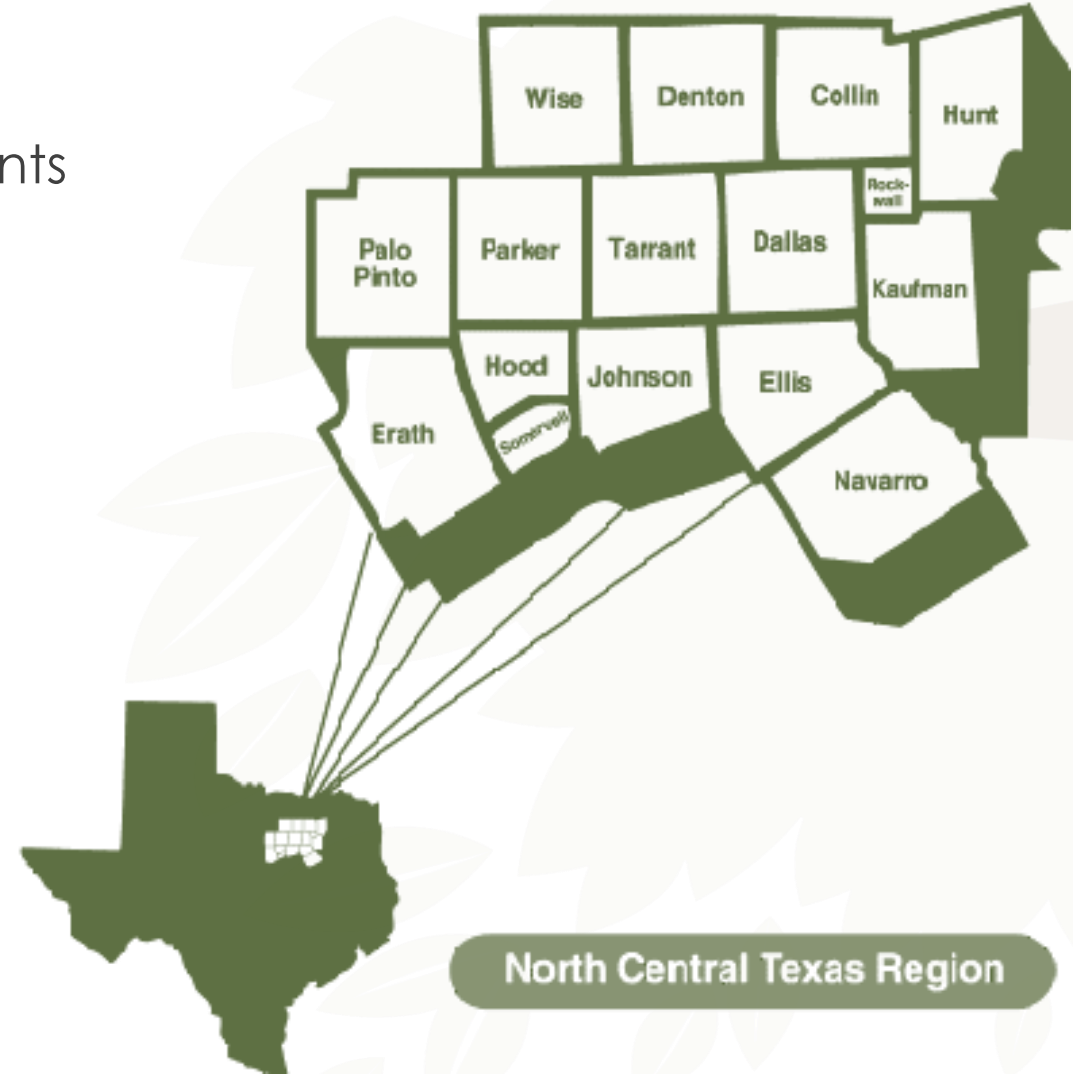 nts
Wise
Denton
Collin
Hunt
Rock-
wall
Palo
Pinto
Parker
Tarrant
Dallas
Kaufman
Hood
Johnson
Ellis
Somervell
Erath
Navarro
North Central Texas Region